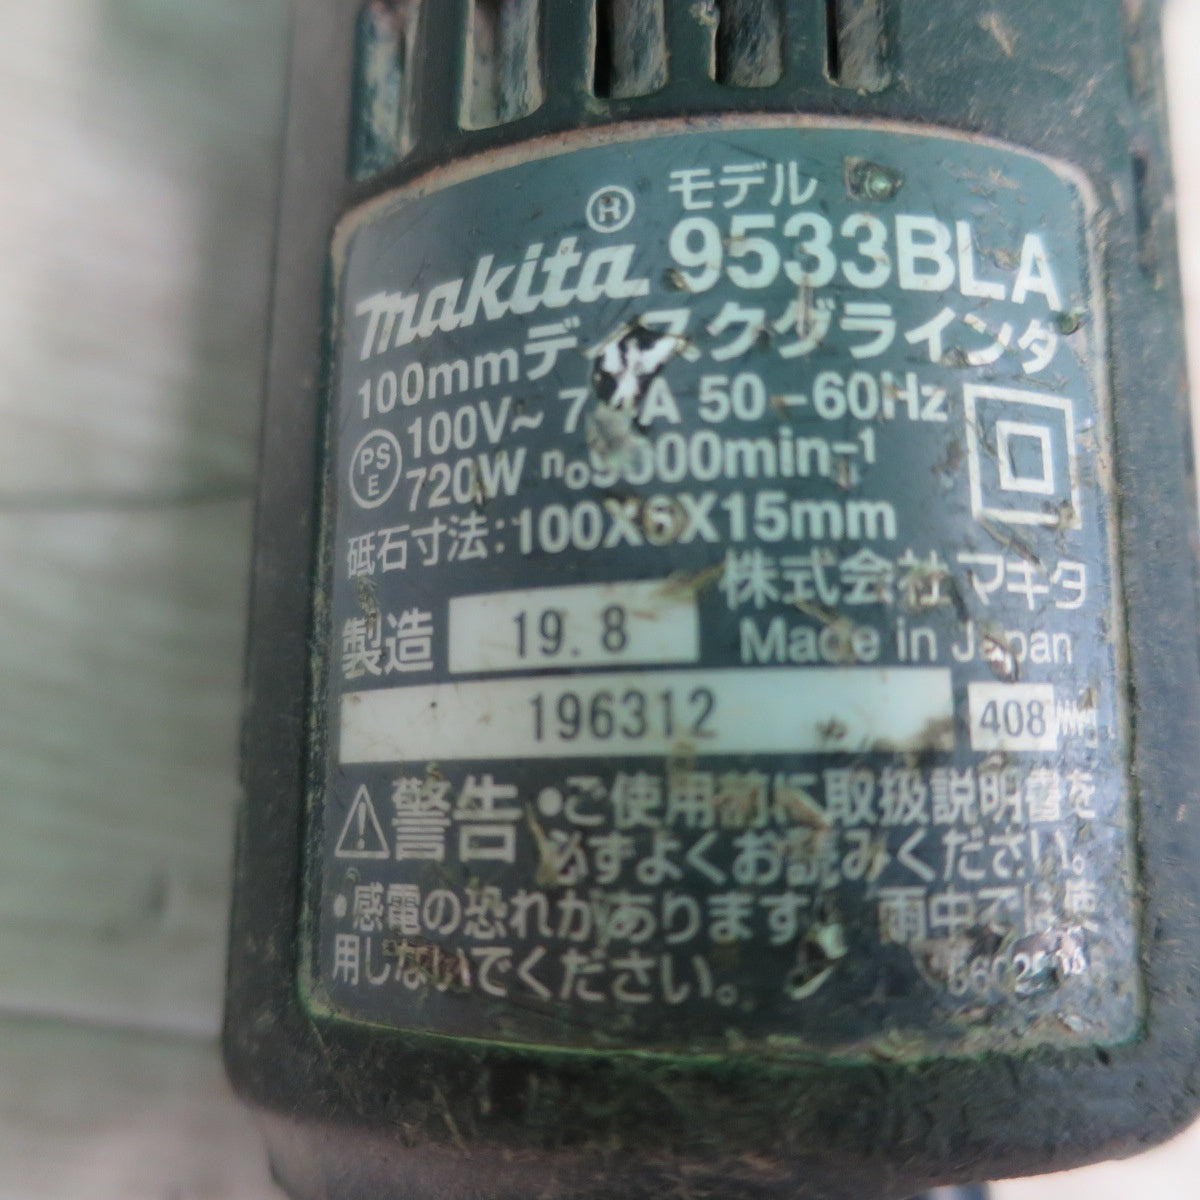 makita® モデル 9533BLA
100mmディスクグラインダ
PSE 100V~ 50-60Hz
720W
砥石寸法:100X6X15mm
株式会社マキタ
製造 19.8 Made in Japan
196312 408
⚠警告 •ご使用前に取扱説明書を
必ずよくお読みください。
•感電の恐れがあります。雨中では使
用しないでください。